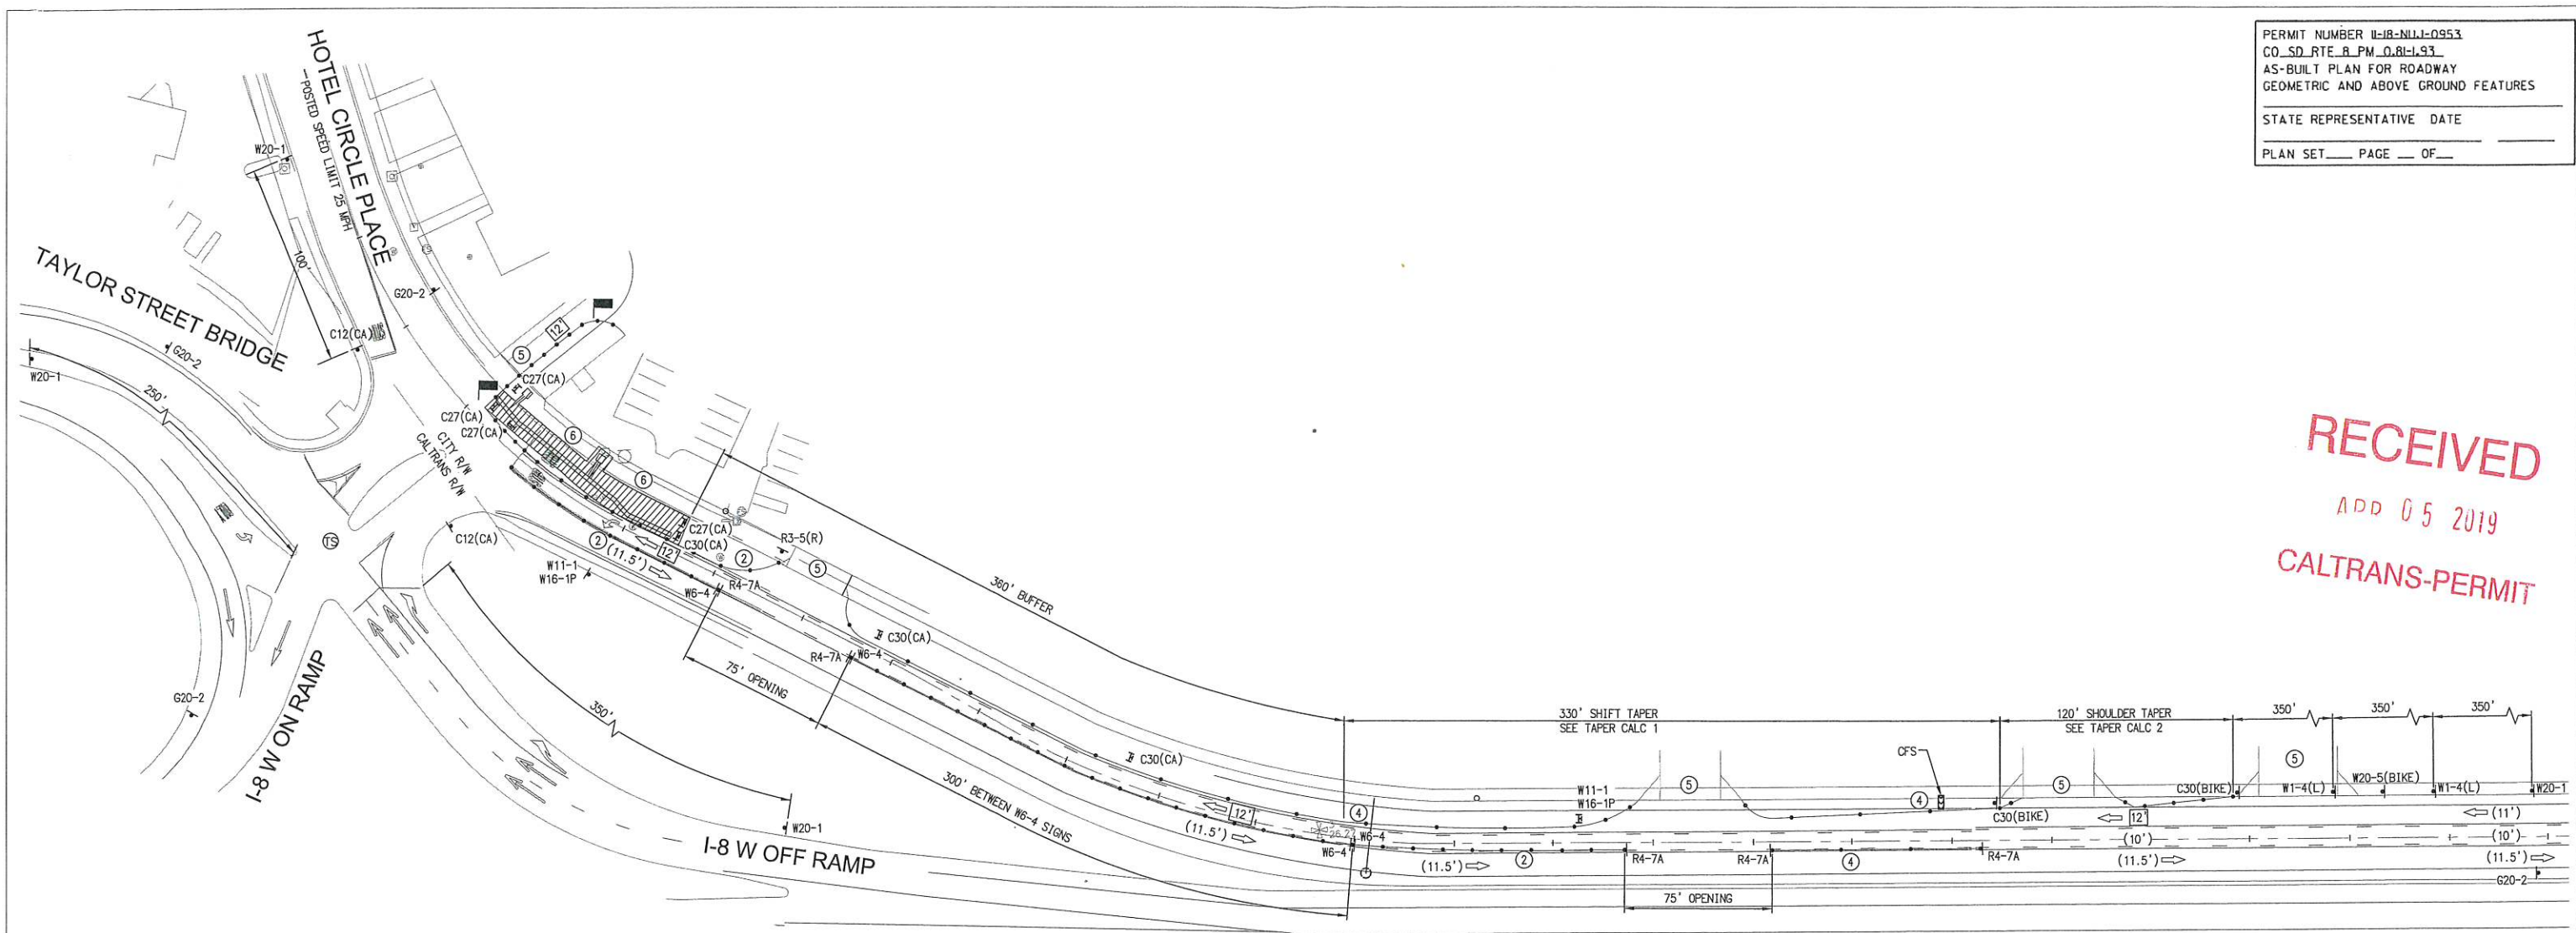 PERMIT NUMBER 11-18-NUJ-0953
CO SD RTE 8 PM 0.81-1.93
AS-BUILT PLAN FOR ROADWAY
GEOMETRIC AND ABOVE GROUND FEATURES
STATE REPRESENTATIVE DATE
PLAN SET PAGE OF
HOTEL CIRCLE PLACE
POSTED SPEED LIMIT 25 MPH
W20-1
100'
TAYLOR STREET BRIDGE
G20-2
G20-2
C12(CA)
W20-1
250'
12'
5
C27(CA)
C27(CA)
C27(CA)
CITY R/W
CALTRANS R/W
6
6
RECEIVED
APR 05 2019
CALTRANS-PERMIT
TS
C12(CA)
C27(CA)
C30(CA)
R3-5(R)
2
(11.5')
12'
2
5
W11-1
W16-1P
W6-4
R4-7A
360' BUFFER
C30(CA)
R4-7A
W6-4
75' OPENING
G20-2
I-8 W ON RAMP
350'
C30(CA)
300' BETWEEN W6-4 SIGNS
330' SHIFT TAPER
SEE TAPER CALC 1
120' SHOULDER TAPER
SEE TAPER CALC 2
350'
350'
350'
CFS
W11-1
W16-1P
5
5
5
W20-5(BIKE)
C30(BIKE)
W1-4(L)
W1-4(L)
W20-1
4
4
C30(BIKE)
12'
(11')
12'
(11.5')
W6-4
W6-4
(10')
(10')
W20-1
I-8 W OFF RAMP
(11.5')
2
R4-7A
R4-7A
4
R4-7A
(11.5')
(11.5')
G20-2
75' OPENING